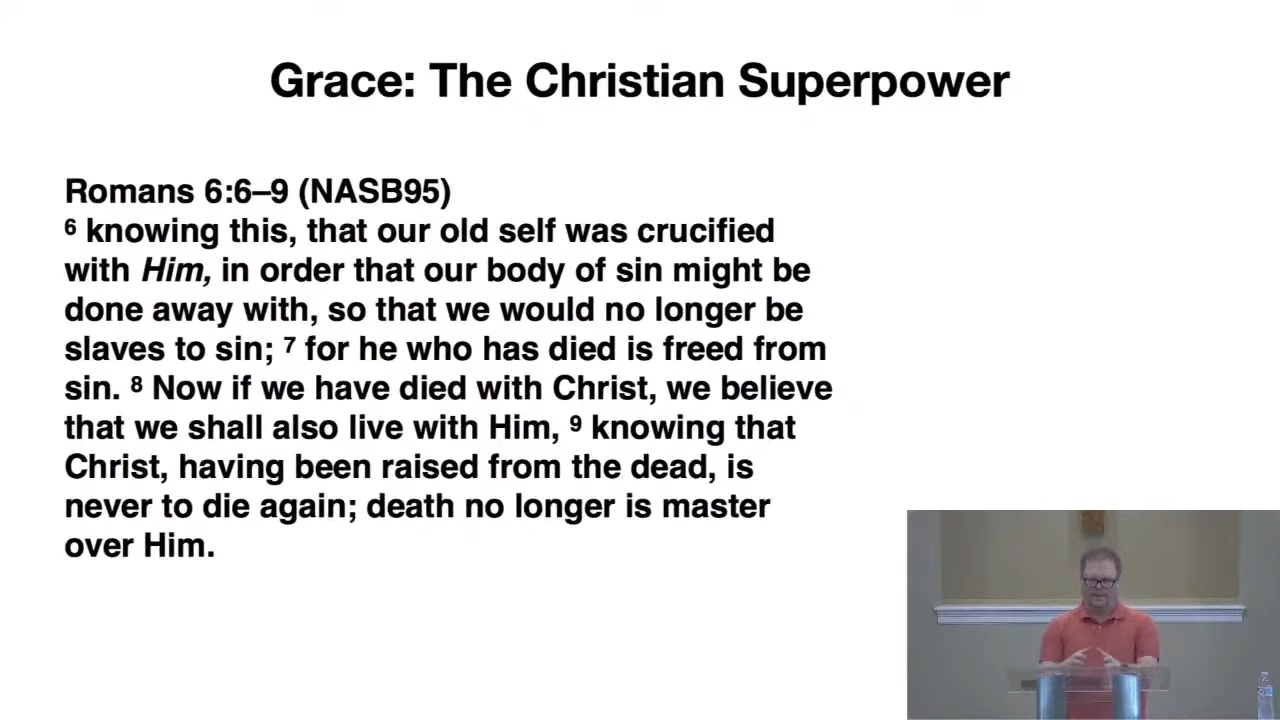 Grace: The Christian Superpower
Romans 6:6–9 (NASB95)
⁶ knowing this, that our old self was crucified
with Him, in order that our body of sin might be
done away with, so that we would no longer be
slaves to sin; ⁷ for he who has died is freed from
sin. ⁸ Now if we have died with Christ, we believe
that we shall also live with Him, ⁹ knowing that
Christ, having been raised from the dead, is
never to die again; death no longer is master
over Him.